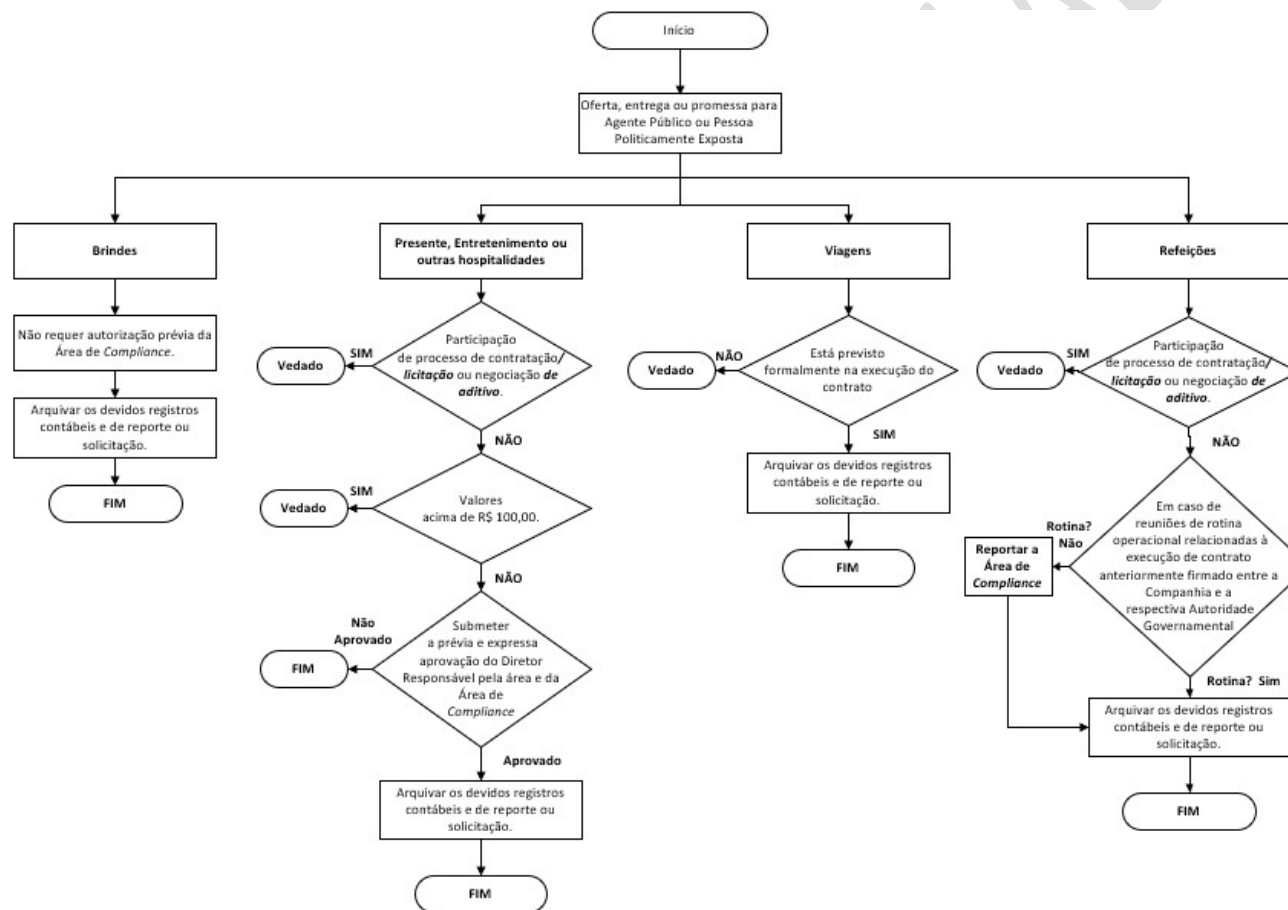 Início
Oferta, entrega ou promessa para
Agente Público ou Pessoa
Politicamente Exposta
Brindes
Não requer autorização prévia da
Área de Compliance.
Arquivar os devidos registros
contábeis e de reporte ou
solicitação.
FIM
Presente, Entretenimento ou
outras hospitalidades
Participação
de processo de contratação/
licitação ou negociação de
aditivo.
SIM
Vedado
NÃO
Valores
acima de R$ 100,00.
SIM
Vedado
NÃO
Submeter
a prévia e expressa
aprovação do Diretor
Responsável pela área e da
Área de
Compliance
Não
Aprovado
FIM
Aprovado
Arquivar os devidos registros
contábeis e de reporte ou
solicitação.
FIM
Viagens
Está previsto
formalmente na execução do
contrato
NÃO
Vedado
SIM
Arquivar os devidos registros
contábeis e de reporte ou
solicitação.
FIM
Refeições
Participação
de processo de contratação/
licitação ou negociação de
aditivo.
SIM
Vedado
NÃO
Em caso de
reuniões de rotina
operacional relacionadas à
execução de contrato
anteriormente firmado entre a
Companhia e a
respectiva Autoridade
Governamental
Rotina?
Não
Reportar a
Área de
Compliance
Rotina? Sim
Arquivar os devidos registros
contábeis e de reporte ou
solicitação.
FIM